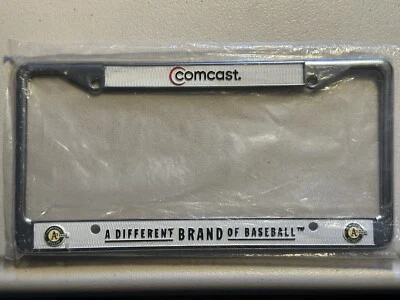 comcast.
A DIFFERENT BRAND OF BASEBALL™
A's A's